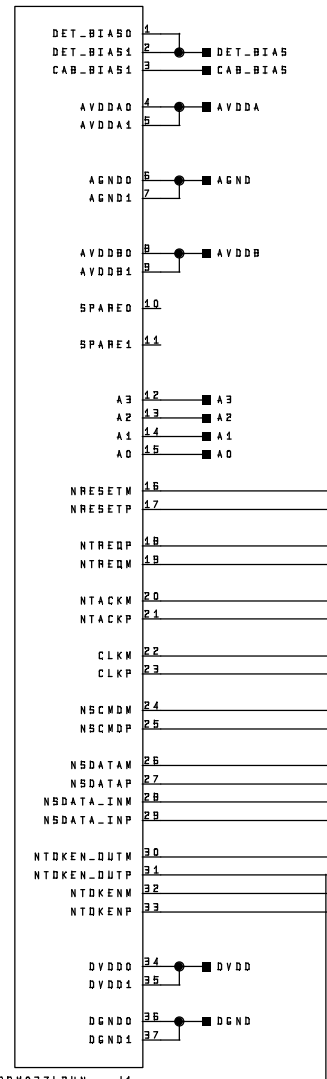 DET_BIAS0 1
DET_BIAS1 2 DET_BIAS
CAB_BIAS1 3 CAB_BIAS
AVDDA0 4 AVDDA
AVDDA1 5
AGND0 6 AGND
AGND1 7
AVDDB0 8 AVDDB
AVDDB1 9
SPARE0 10
SPARE1 11
A3 12 A3
A2 13 A2
A1 14 A1
A0 15 A0
NRESETM 16
NRESETP 17
NTREQP 18
NTREQM 19
NTACKM 20
NTACKP 21
CLKM 22
CLKP 23
NSCMDM 24
NSCMDP 25
NSDATAM 26
NSDATAP 27
NSDATA_INM 28
NSDATA_INP 29
NTOKEN_OUTM 30
NTOKEN_OUTP 31
NTOKENM 32
NTOKENP 33
DVDD0 34 DVDD
DVDD1 35
DGND0 36 DGND
DGND1 37